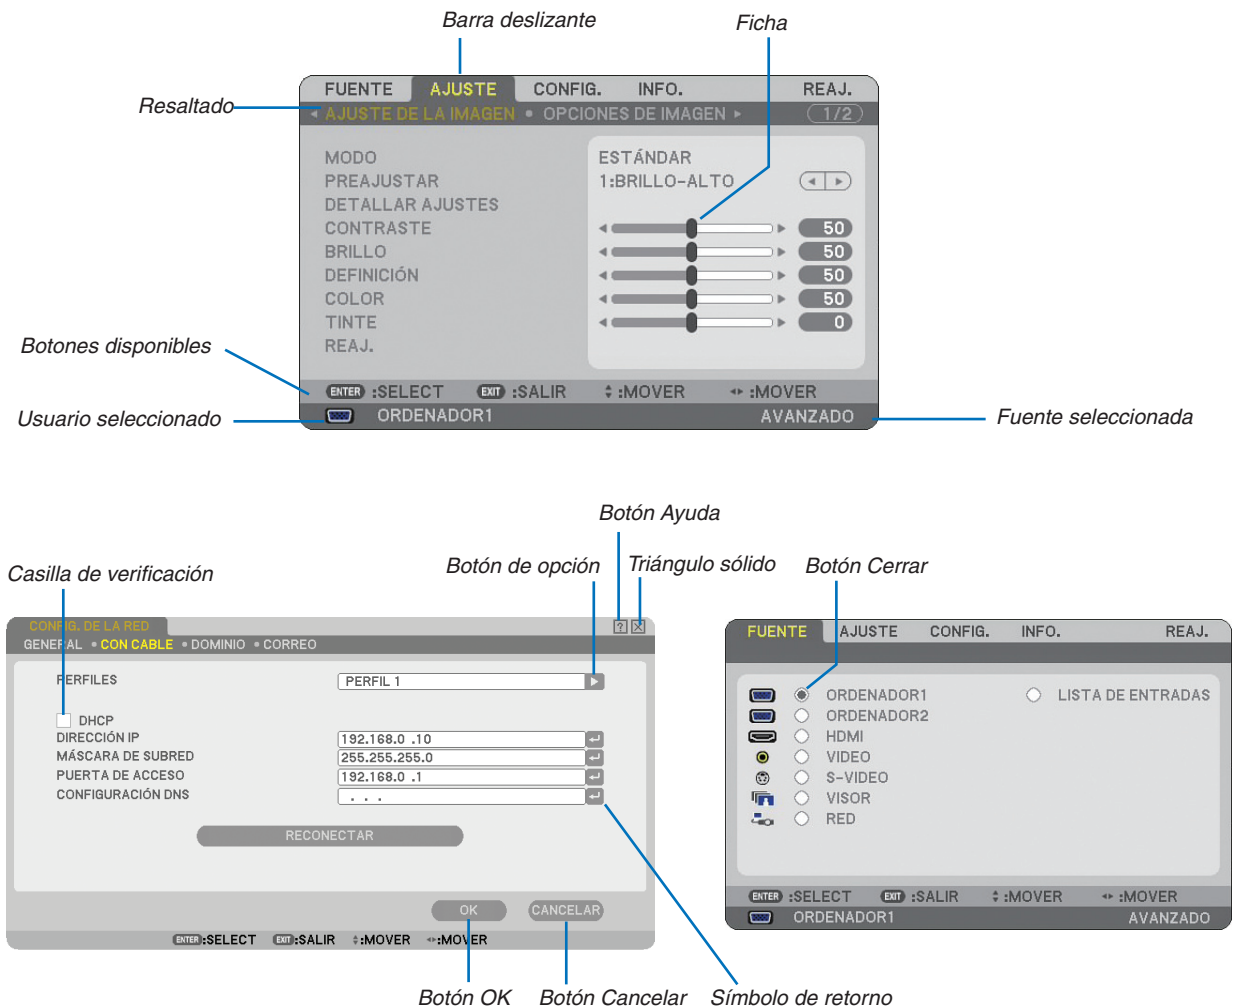 Barra deslizante
Ficha
FUENTE AJUSTE CONFIG. INFO. REAJ.
Resaltado
AJUSTE DE LA IMAGEN • OPCIONES DE IMAGEN 1/2
MODO ESTÁNDAR
PREAJUSTAR 1:BRILLO-ALTO
DETALLAR AJUSTES
CONTRASTE 50
BRILLO 50
DEFINICIÓN 50
COLOR 50
TINTE 0
REAJ.
Botones disponibles
ENTER :SELECT EXIT :SALIR :MOVER :MOVER
Usuario seleccionado
ORDENADOR1 AVANZADO
Fuente seleccionada
Botón Ayuda
Casilla de verificación
Botón de opción
Triángulo sólido
Botón Cerrar
CONFIG. DE LA RED ? X
GENERAL • CON CABLE • DOMINIO • CORREO
PERFILES PERFIL 1
DHCP
DIRECCIÓN IP 192.168.0 .10
MÁSCARA DE SUBRED 255.255.255.0
PUERTA DE ACCESO 192.168.0 .1
CONFIGURACIÓN DNS . . .
RECONECTAR
OK CANCELAR
ENTER:SELECT EXIT:SALIR :MOVER :MOVER
FUENTE AJUSTE CONFIG. INFO. REAJ.
ORDENADOR1 LISTA DE ENTRADAS
ORDENADOR2
HDMI
VIDEO
S-VIDEO
VISOR
RED
ENTER :SELECT EXIT :SALIR :MOVER :MOVER
ORDENADOR1 AVANZADO
Botón OK
Botón Cancelar
Símbolo de retorno